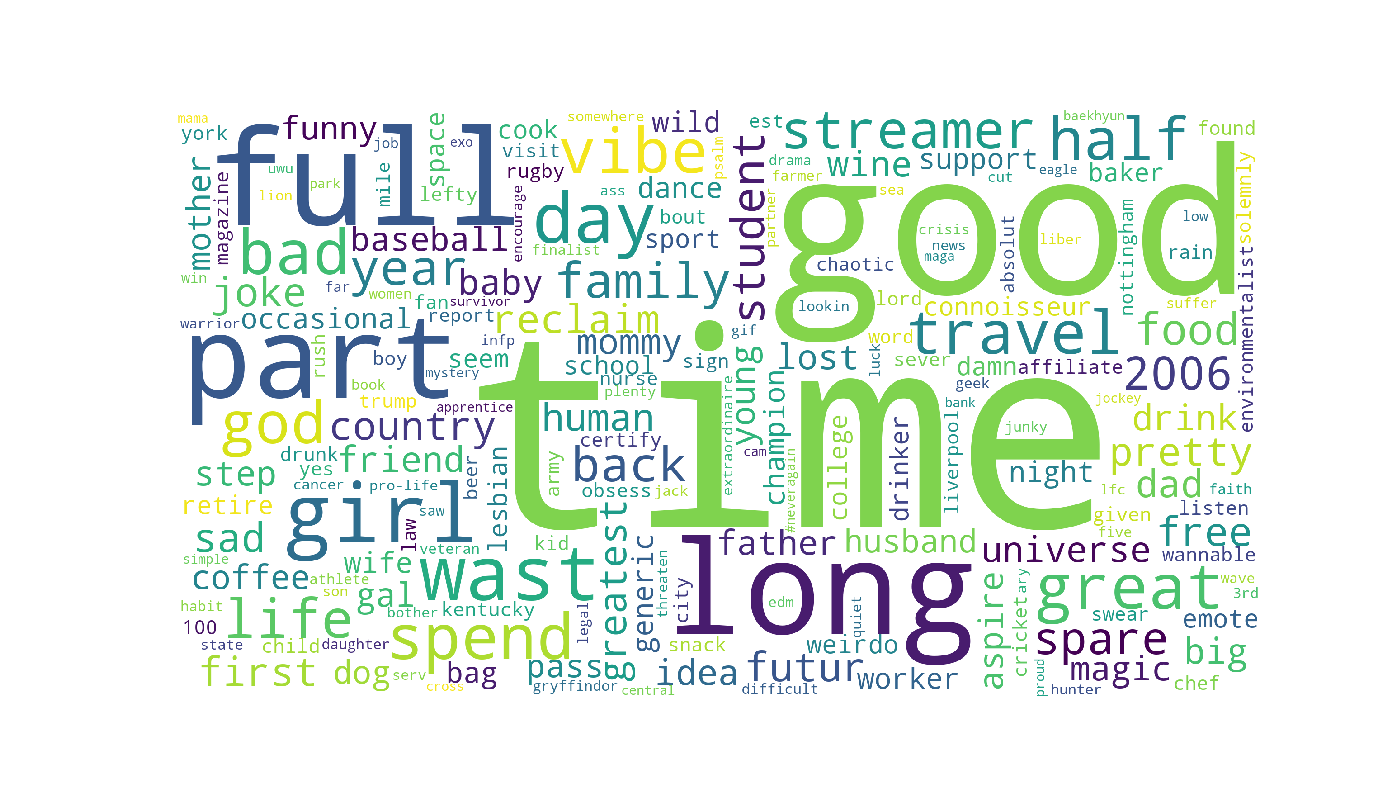 mama
york
funny
job
exo
full
uwu
lion
park
mile
space
lefty
cook
visit
somewhere
wild
vibe
rugby
ass
dance
psalm
est
streamer
half
baekhyun
found
drama
farmer
wine
support
cut
eagle
baker
mother
magazine
encourage
day
bout
sport
finalist
student
partner
good
sea
crisis
news
maga
liber
low
rain
solemnly
absolut
nottingham
chaotic
lookin
bad
baseball
year
win
joke
far
women
fan
survivor
baby
family
lord
connoisseur
suffer
environmentalist
warrior
occasional
report
reclaim
gif
word
travel
food
part
rush
boy
mystery
seem
infp
mommy
school
nurse
plenty
sign
young
lost
luck
sever
damn
affiliate
2006
geek
book
trump
apprentice
time
extraordinaire
champion
bank
jockey
god
country
human
certify
cam
college
drinker
liverpool
junky
drink
drunk
friend
yes
step
cancer
pro-life
beer
lesbian
army
back
obsess
jack
#neveragain
night
pretty
retire
girl
saw
lfc
dad
faith
given
listen
sad
law
veteran
kid
greatest
father
husband
universe
five
free
wannable
simple
wife
wast
generic
threaten
long
coffee
athlete
son
gal
bother
kentucky
legal
city
edm
quiet
aspire
cricket
ary
great
wave
3rd
habit
100
life
swear
emote
state
child
daughter
spend
snack
weirdo
spare
big
first
dog
serv
cross
bag
pass
gryffindor
central
idea
difficult
futur
worker
proud
magic
hunter
chef